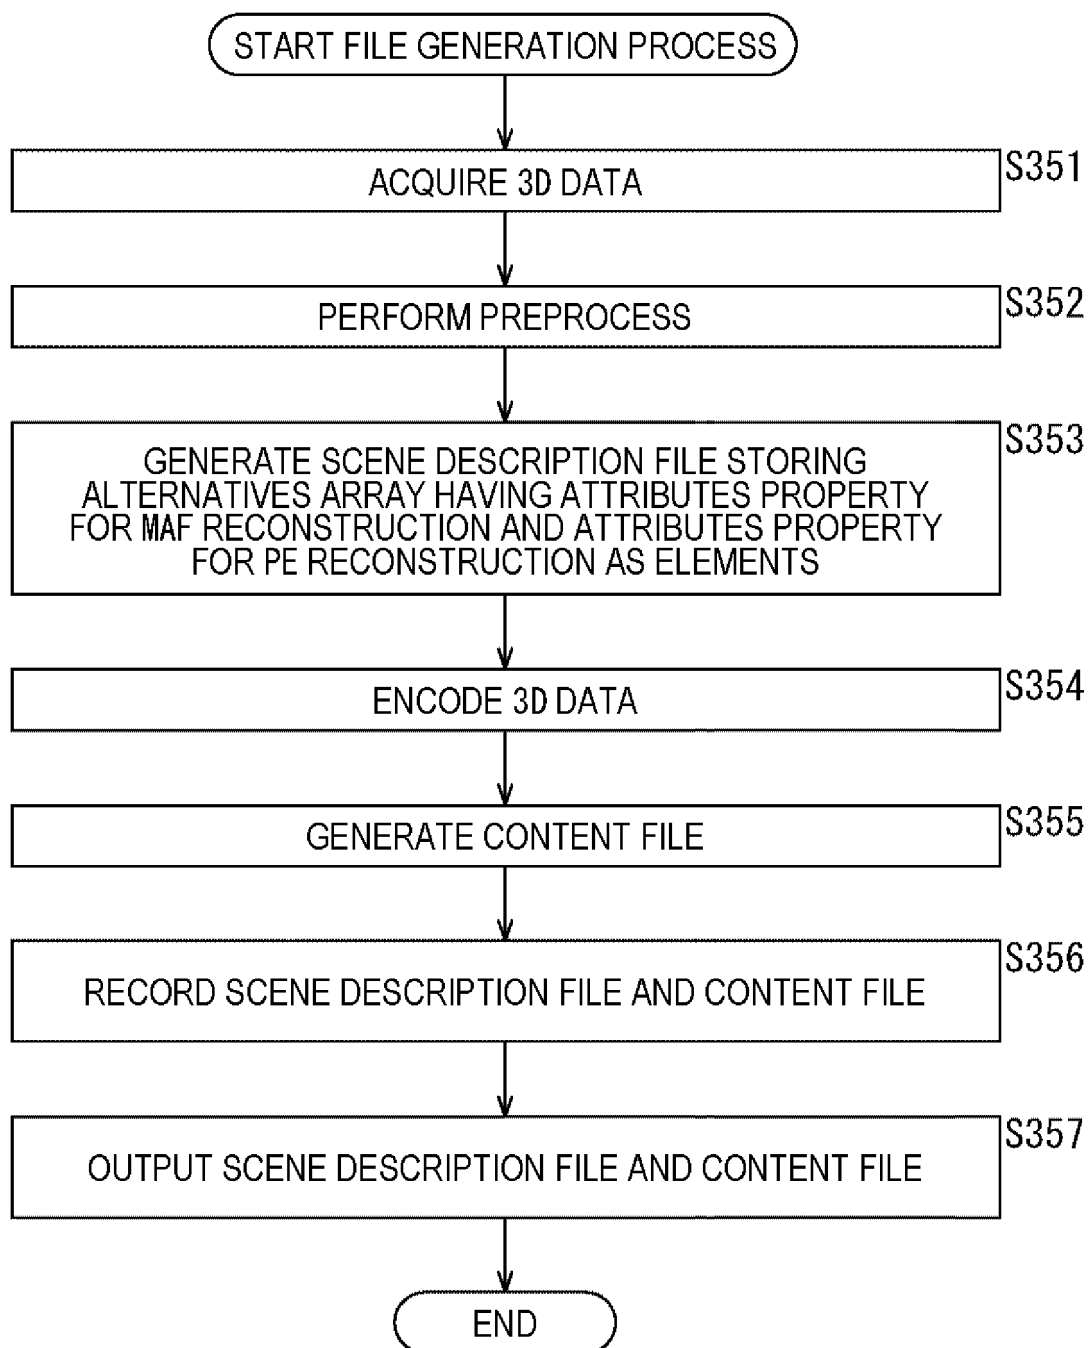 START FILE GENERATION PROCESS
S351
ACQUIRE 3D DATA
S352
PERFORM PREPROCESS
S353
GENERATE SCENE DESCRIPTION FILE STORING
ALTERNATIVES ARRAY HAVING ATTRIBUTES PROPERTY
FOR MAF RECONSTRUCTION AND ATTRIBUTES PROPERTY
FOR PE RECONSTRUCTION AS ELEMENTS
S354
ENCODE 3D DATA
S355
GENERATE CONTENT FILE
S356
RECORD SCENE DESCRIPTION FILE AND CONTENT FILE
S357
OUTPUT SCENE DESCRIPTION FILE AND CONTENT FILE
END